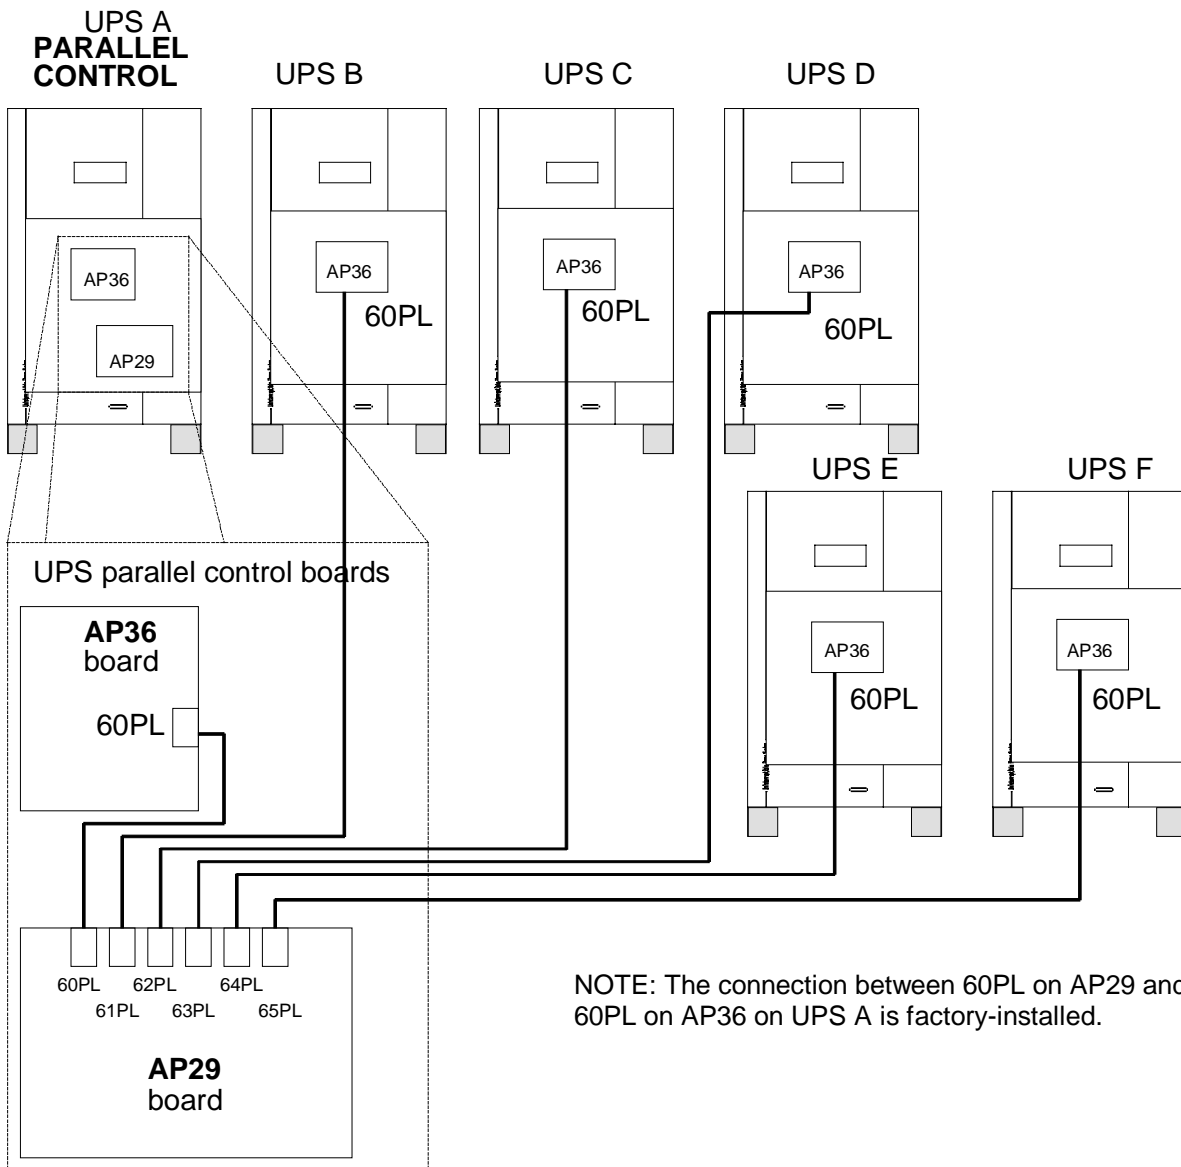 UPS A
PARALLEL
CONTROL
UPS B
UPS C
UPS D
AP36
AP29
AP36
60PL
AP36
60PL
AP36
60PL
UPS E
UPS F
AP36
60PL
AP36
60PL
UPS parallel control boards
AP36
board
60PL
60PL
61PL
62PL
63PL
64PL
65PL
AP29
board
NOTE: The connection between 60PL on AP29 and
60PL on AP36 on UPS A is factory-installed.